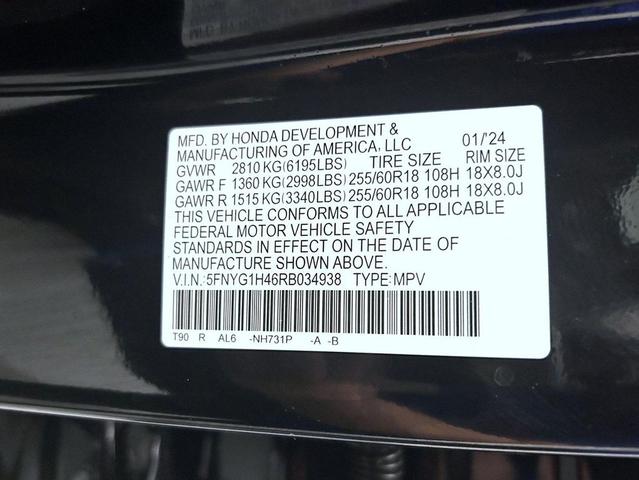 MFD. BY HONDA DEVELOPMENT &
MANUFACTURING OF AMERICA, LLC 01/'24
GVWR 2810 KG(6195LBS) TIRE SIZE RIM SIZE
GAWR F 1360 KG(2998LBS) 255/60R18 108H 18X8.0J
GAWR R 1515 KG(3340LBS) 255/60R18 108H 18X8.0J
THIS VEHICLE CONFORMS TO ALL APPLICABLE
FEDERAL MOTOR VEHICLE SAFETY
STANDARDS IN EFFECT ON THE DATE OF
MANUFACTURE SHOWN ABOVE.
V.I.N.:5FNYG1H46RB034938 TYPE:MPV
T90 R AL6 -NH731P -A -B